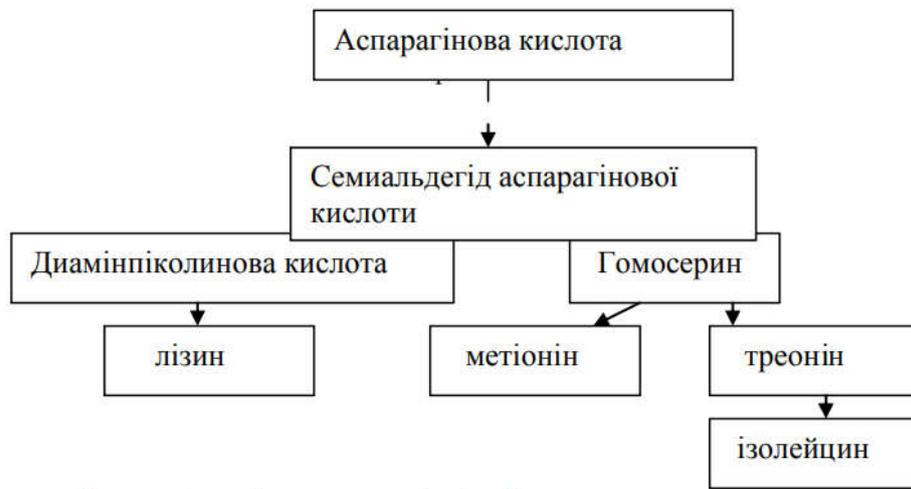 Аспарагінова кислота
Семиальдегід аспарагінової
кислоти
Диамінпіколинова кислота
Гомосерин
лізин
метіонін
треонін
ізолейцин